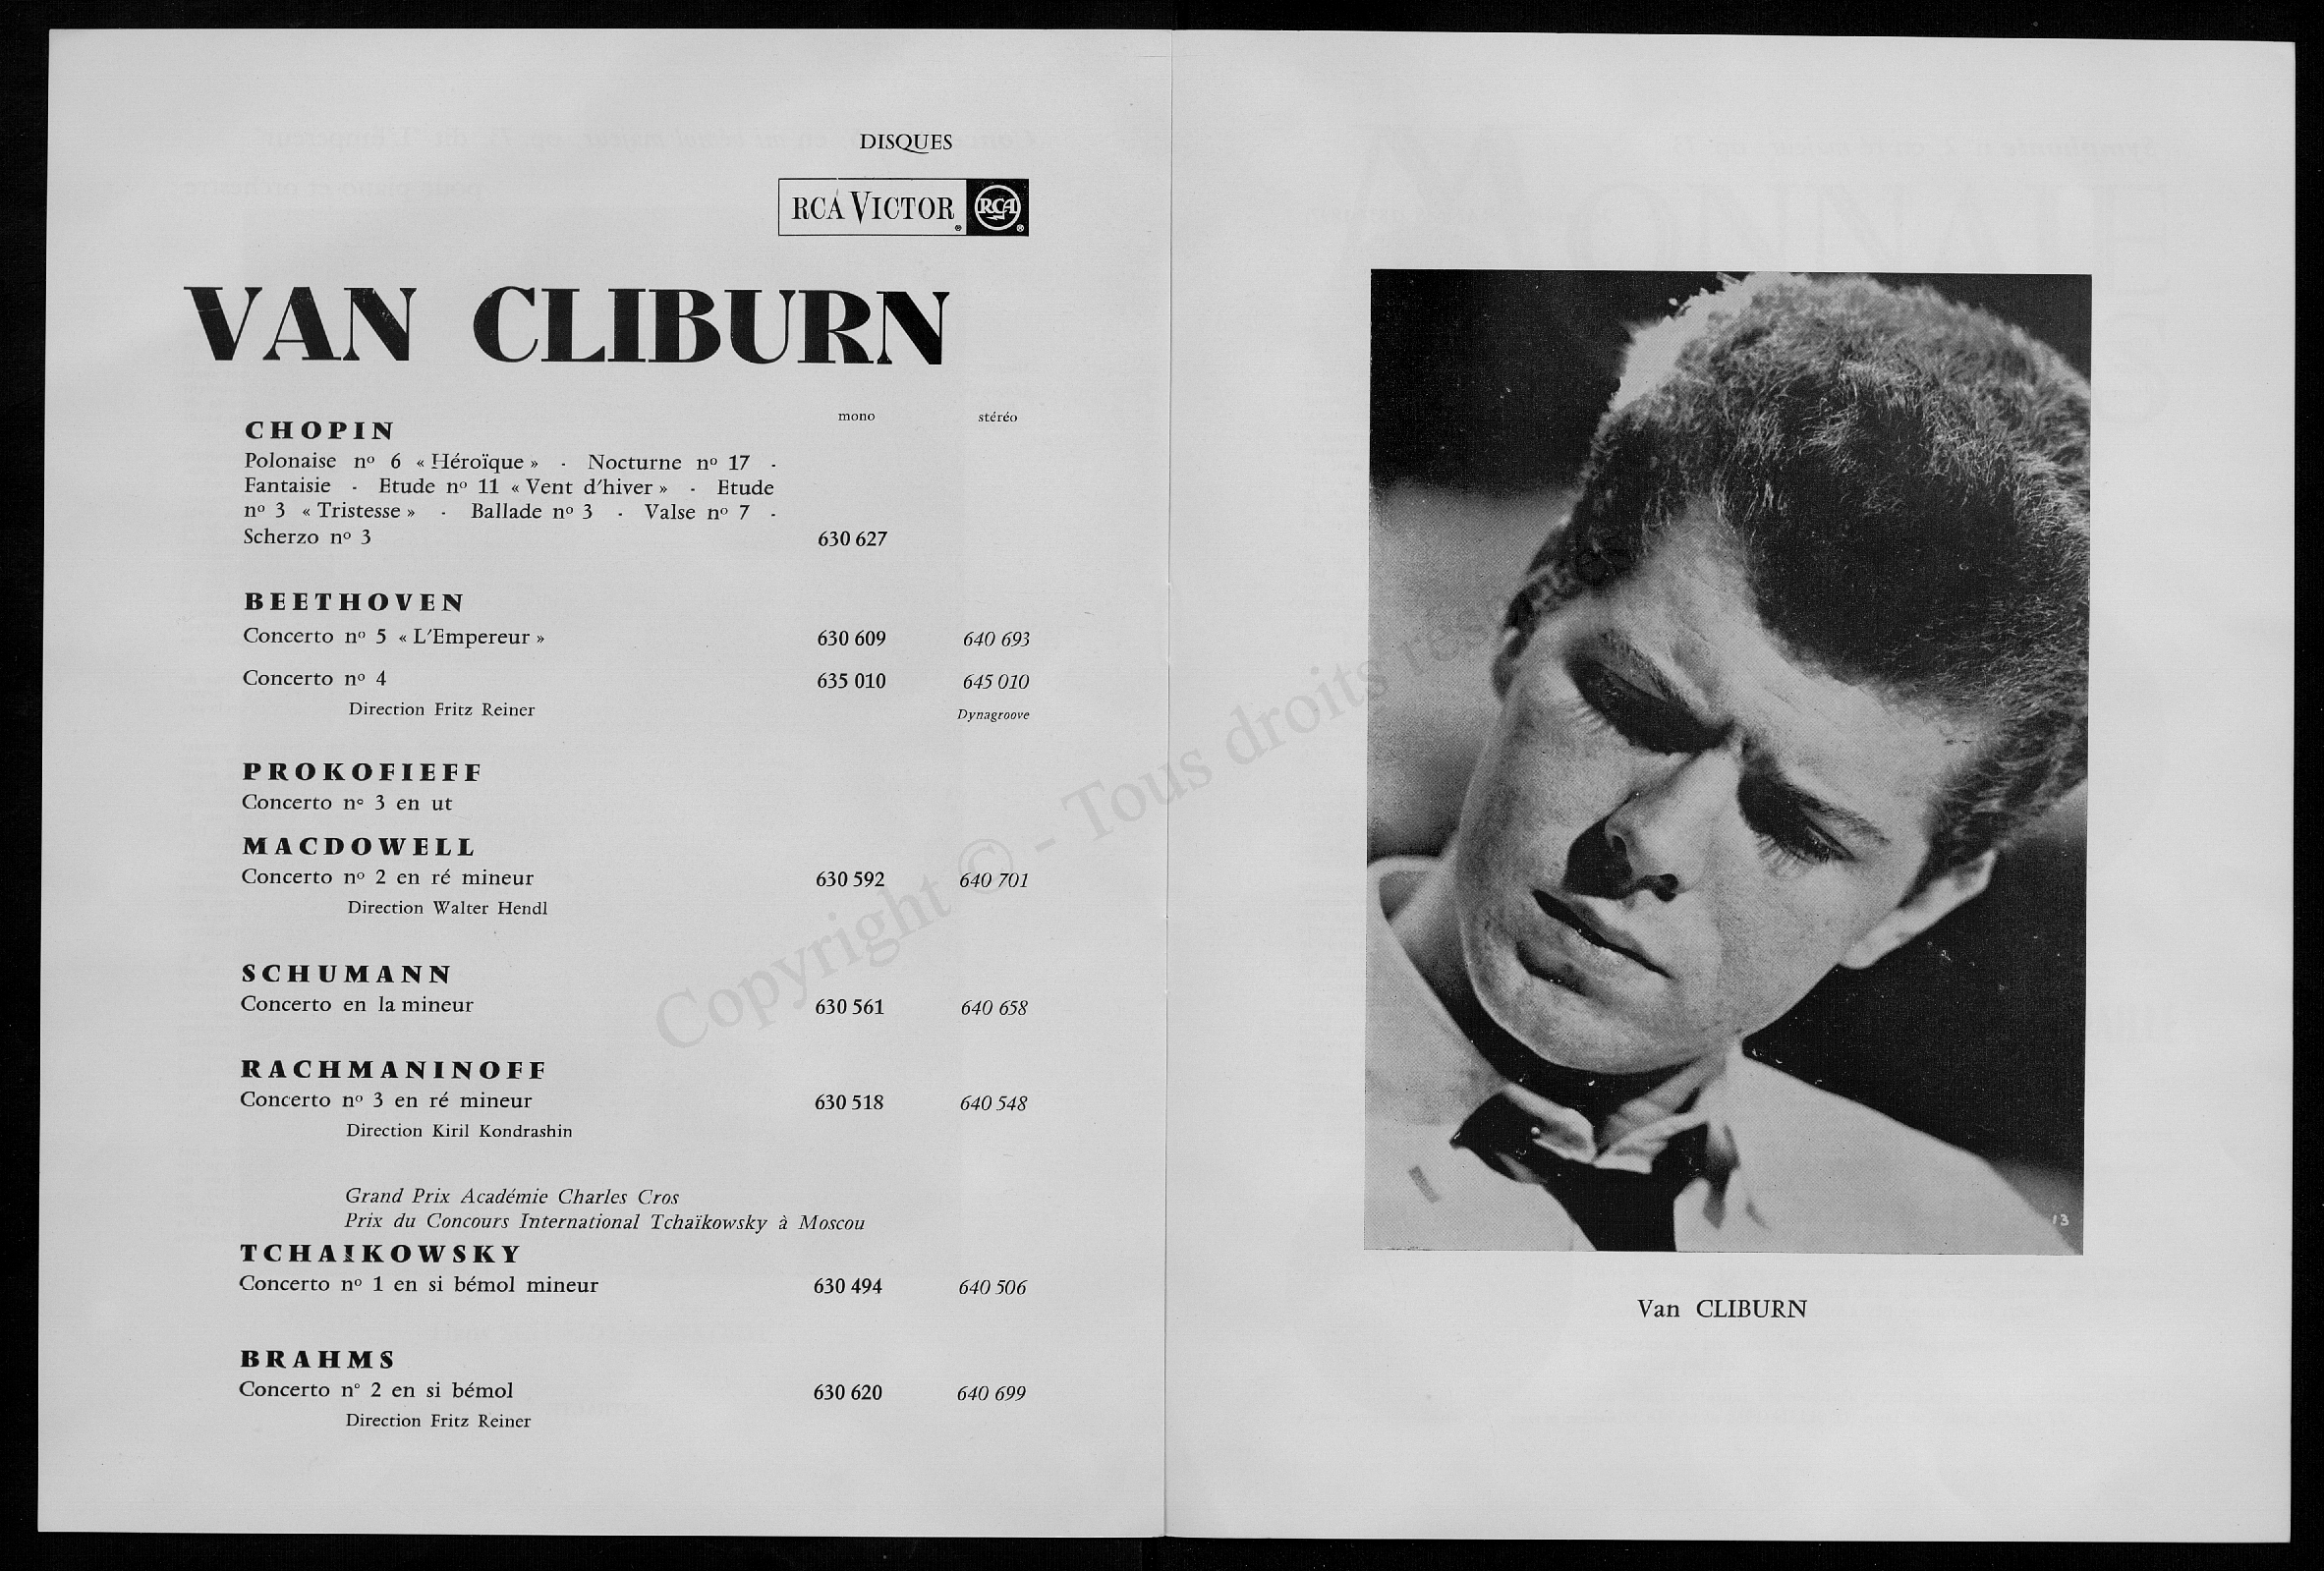 DISQUES
RCA VICTOR RCA
VAN CLIBURN
mono stéréo
CHOPIN
Polonaise nº 6 « Héroïque » - Nocturne nº 17 -
Fantaisie - Etude nº 11 « Vent d'hiver » - Etude
nº 3 « Tristesse » - Ballade nº 3 - Valse nº 7 -
Scherzo nº 3 630 627
BEETHOVEN
Concerto nº 5 « L'Empereur » 630 609 640 693
Concerto nº 4 635 010 645 010
Direction Fritz Reiner Dynagroove
PROKOFIEFF
Concerto nº 3 en ut
MACDOWELL
Concerto nº 2 en ré mineur 630 592 640 701
Direction Walter Hendl
SCHUMANN
Concerto en la mineur 630 561 640 658
RACHMANINOFF
Concerto nº 3 en ré mineur 630 518 640 548
Direction Kiril Kondrashin
Grand Prix Académie Charles Cros
Prix du Concours International Tchaïkowsky à Moscou
TCHAIKOWSKY
Concerto nº 1 en si bémol mineur 630 494 640 506
BRAHMS
Concerto n° 2 en si bémol 630 620 640 699
Direction Fritz Reiner
Copyright © - Tous droits
13
Van CLIBURN